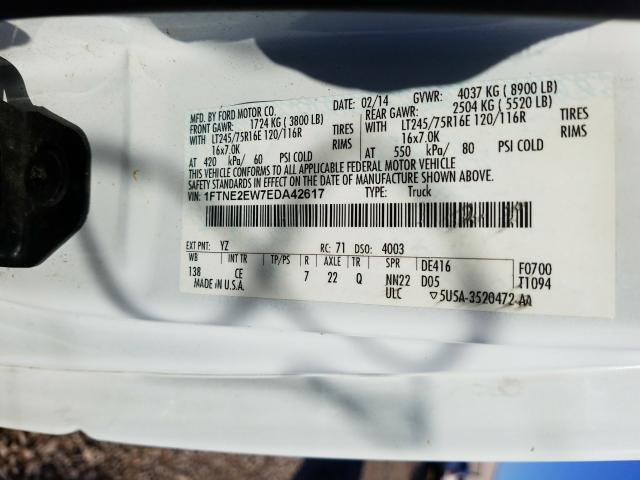 MFD. BY FORD MOTOR CO.
02/14 GVWR: 4037 KG ( 8900 LB)
FRONT GAWR: 1724 KG ( 3800 LB)
REAR GAWR: 2504 KG ( 5520 LB)
WITH LT245/75R16E 120/116R TIRES
WITH LT245/75R16E 120/116R TIRES
16x7.0K RIMS
16x7.0K RIMS
AT 420 kPa/ 60 PSI COLD
AT 550 kPa/ 80 PSI COLD
THIS VEHICLE CONFORMS TO ALL APPLICABLE FEDERAL MOTOR VEHICLE
SAFETY STANDARDS IN EFFECT ON THE DATE OF MANUFACTURE SHOWN ABOVE.
VIN: 1FTNE2EW7EDA42617
TYPE: Truck
EXT PNT: YZ RC: 71 DSO: 4003
WB INT TR TP/PS R AXLE TR SPR DE416 F0700
138 CE 7 22 Q NN22 D05 T1094
MADE IN U.S.A. ULC ▽5U5A-3520472-AA